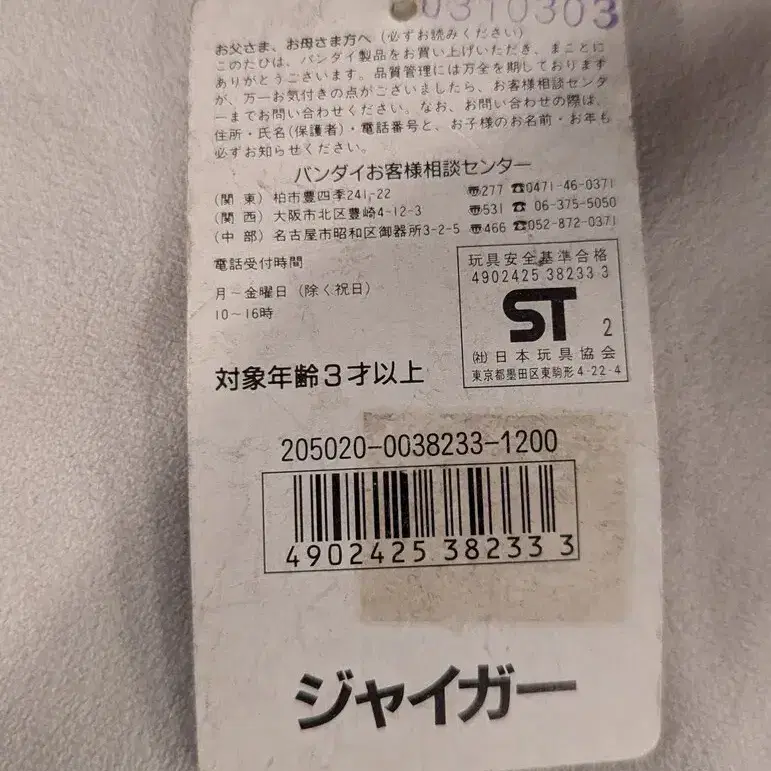 0310303
お父さま、お母さま方へ (必ずお読みください)
このたびは、バンダイ製品をお買い上げいただき、まことに
ありがとうございます。品質管理には万全を期しております
が、万一お気付きの点がございましたら、お客様相談センタ
ーまでお問い合わせください。なお、お問い合わせの際は、
住所・氏名(保護者)・電話番号と、お子様のお名前・お年も
必ずお知らせください。
バンダイお客様相談センター
(関 東) 柏市豊四季241-22 〠277 ☎0471-46-0371
(関 西) 大阪市北区豊崎4-12-3 〠531 ☎ 06-375-5050
(中 部) 名古屋市昭和区御器所3-2-5 〠466 ☎052-872-0371
電話受付時間
月~金曜日 (除く祝日)
10~16時
玩具安全基準合格
4902425 38233 3
ST 2
(社)日本玩具協会
東京都墨田区東駒形4-22-4
対象年齢3才以上
205020-0038233-1200
4902425 38233 3
ジャイガー